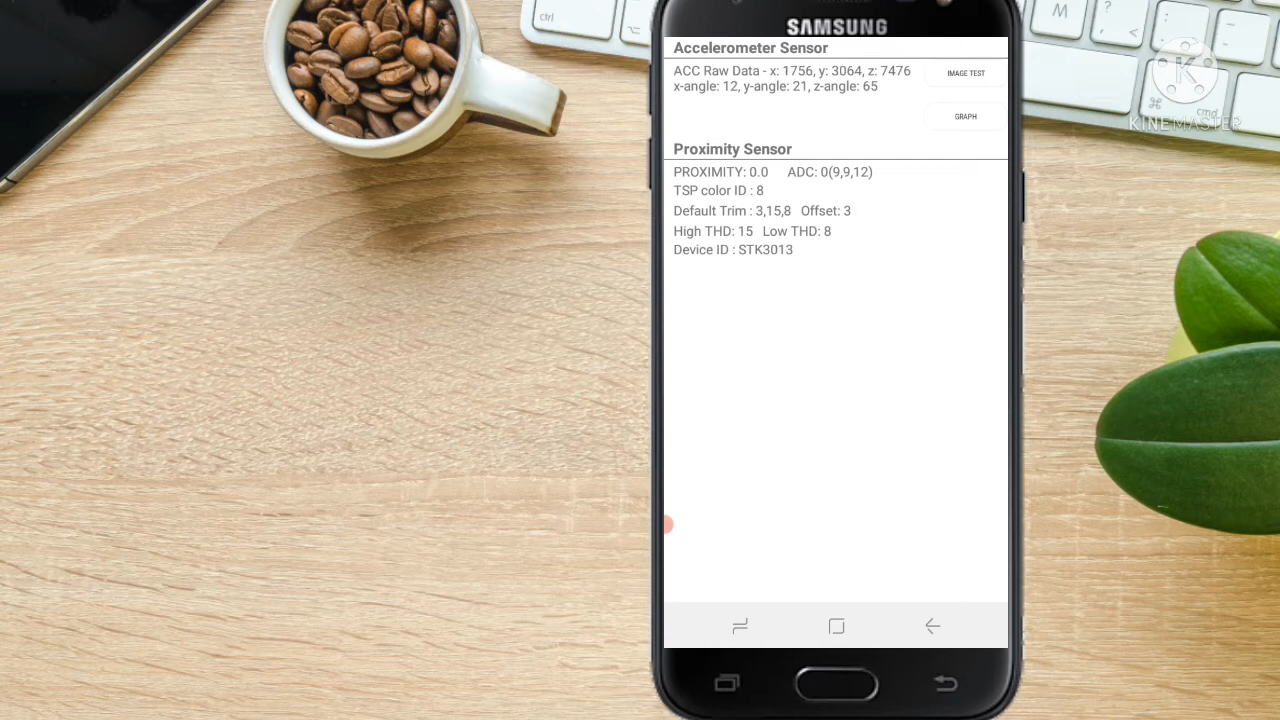 ctrl
M
?
<
:
;
-
SAMSUNG
Accelerometer Sensor
ACC Raw Data - x: 1756, y: 3064, z: 7476
x-angle: 12, y-angle: 21, z-angle: 65
IMAGE TEST
GRAPH
K
cmd
KINEMASTER
Proximity Sensor
PROXIMITY: 0.0 ADC: 0(9,9,12)
TSP color ID : 8
Default Trim : 3,15,8 Offset: 3
High THD: 15 Low THD: 8
Device ID : STK3013